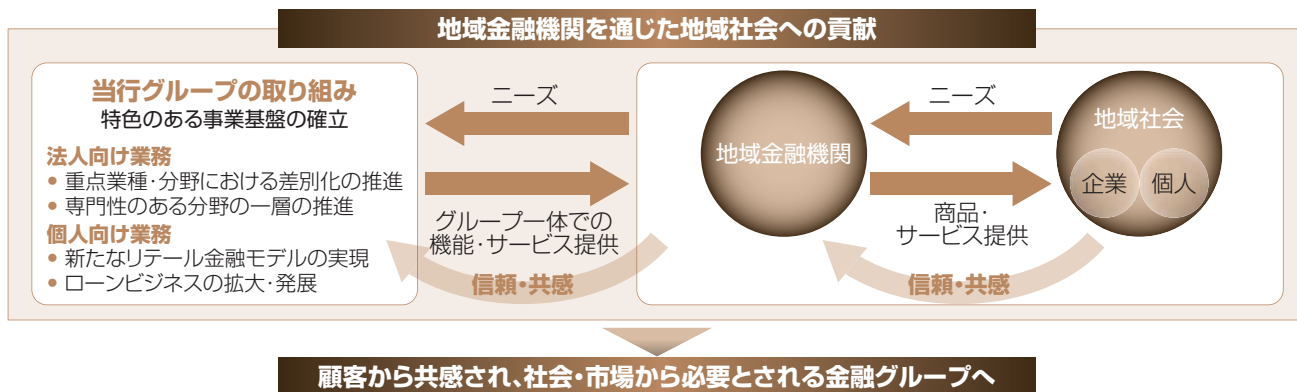 地域金融機関を通じた地域社会への貢献
当行グループの取り組み
特色のある事業基盤の確立
法人向け業務
• 重点業種・分野における差別化の推進
• 専門性のある分野の一層の推進
個人向け業務
• 新たなリテール金融モデルの実現
• ローンビジネスの拡大・発展
ニーズ
グループ一体での
機能・サービス提供
信頼・共感
地域金融機関
ニーズ
商品・
サービス提供
信頼・共感
地域社会
企業
個人
顧客から共感され、社会・市場から必要とされる金融グループへ